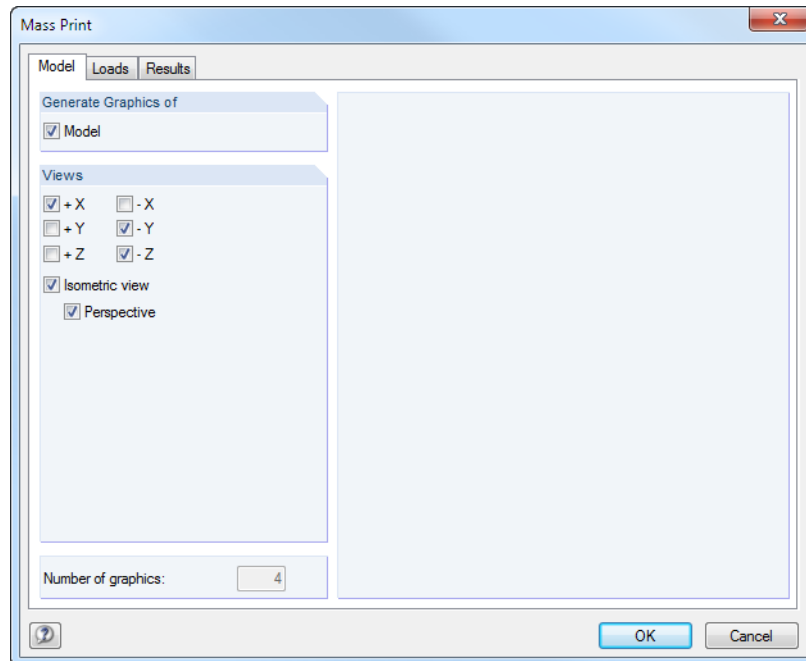 Mass Print
Model Loads Results
Generate Graphics of
Model
Views
+ X - X
+ Y - Y
+ Z - Z
Isometric view
Perspective
Number of graphics: 4
OK Cancel